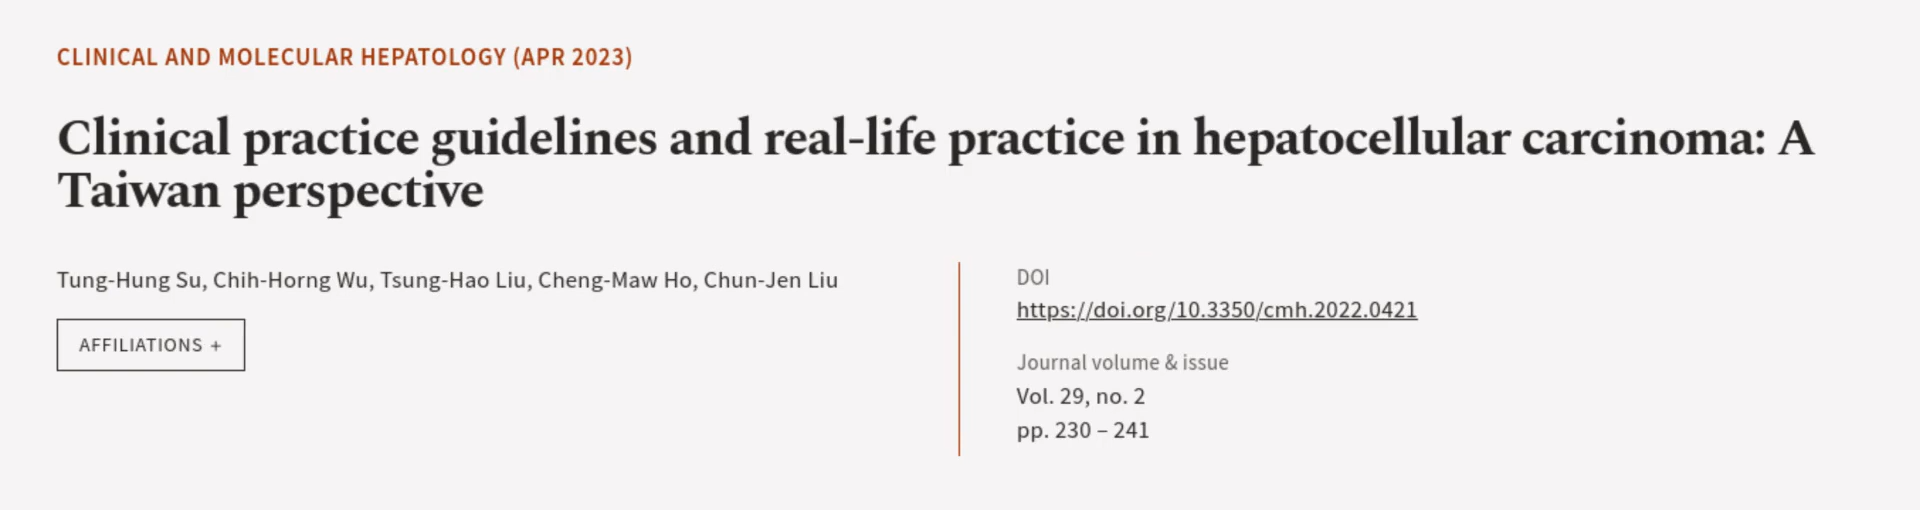 CLINICAL AND MOLECULAR HEPATOLOGY (APR 2023)
Clinical practice guidelines and real-life practice in hepatocellular carcinoma: A
Taiwan perspective
Tung-Hung Su, Chih-Horng Wu, Tsung-Hao Liu, Cheng-Maw Ho, Chun-Jen Liu
AFFILIATIONS +
DOI
https://doi.org/10.3350/cmh.2022.0421
Journal volume & issue
Vol. 29, no. 2
pp. 230 – 241